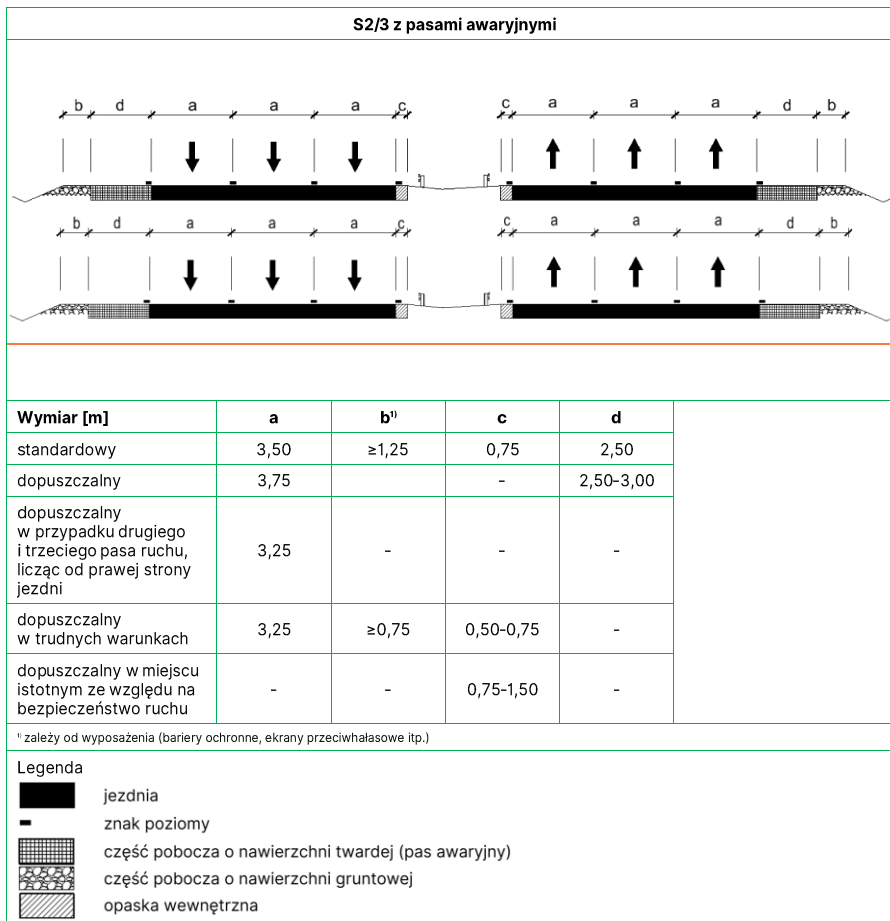 S2/3 z pasami awaryjnymi
b d a a a c c a a a d b
b d a a a c c a a a d b
Wymiar [m] a b¹⁾ c d
standardowy 3,50 ≥1,25 0,75 2,50
dopuszczalny 3,75 - 2,50-3,00
dopuszczalny
w przypadku drugiego
i trzeciego pasa ruchu, 3,25 - - -
licząc od prawej strony
jezdni
dopuszczalny
w trudnych warunkach 3,25 ≥0,75 0,50-0,75 -
dopuszczalny w miejscu
istotnym ze względu na - - 0,75-1,50 -
bezpieczeństwo ruchu
¹⁾ zależy od wyposażenia (bariery ochronne, ekrany przeciwhałasowe itp.)
Legenda
jezdnia
znak poziomy
część pobocza o nawierzchni twardej (pas awaryjny)
część pobocza o nawierzchni gruntowej
opaska wewnętrzna